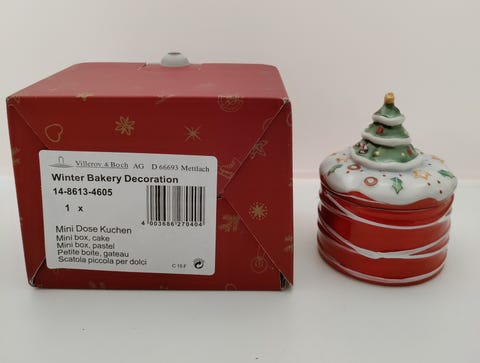 Villeroy & Boch AG D 66693 Mettlach
Winter Bakery Decoration
14-8613-4605
1 x
4 003686 270404
Mini Dose Kuchen
Mini box, cake
Mini box, pastel
Petite boîte, gateau
Scatola piccola per dolci
C 15 F